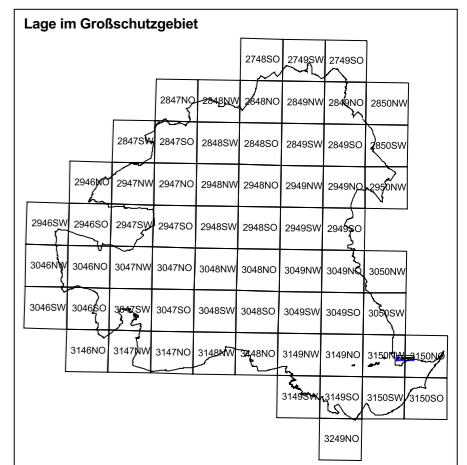 Lage im Großschutzgebiet
2748SO 2749SW 2749SO
2847NO 2848NW 2848NO 2849NW 2849NO 2850NW
2847SW 2847SO 2848SW 2848SO 2849SW 2849SO 2850SW
2946NO 2947NW 2947NO 2948NW 2948NO 2949NW 2949NO 2950NW
2946SW 2946SO 2947SW 2947SO 2948SW 2948SO 2949SW 2949SO
3046NW 3046NO 3047NW 3047NO 3048NW 3048NO 3049NW 3049NO 3050NW
3046SW 3046SO 3047SW 3047SO 3048SW 3048SO 3049SW 3049SO 3050SW
3146NO 3147NW 3147NO 3148NW 3148NO 3149NW 3149NO 3150NW 3150NO
3149SW 3149SO 3150SW 3150SO
3249NO